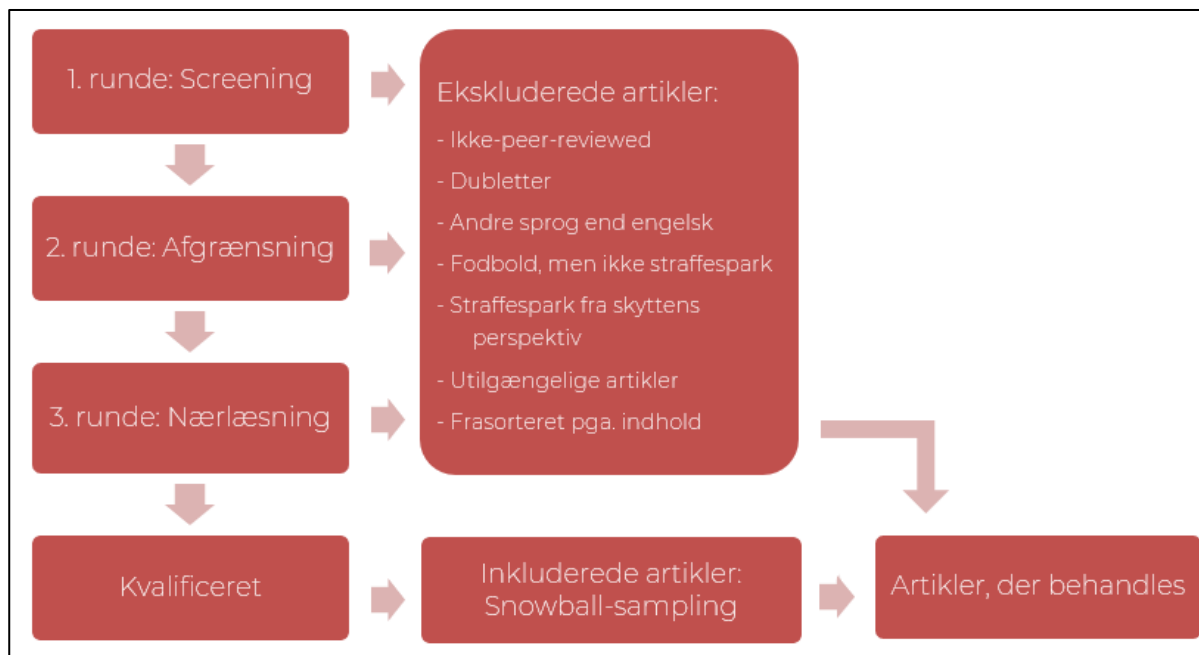 1. runde: Screening
2. runde: Afgrænsning
3. runde: Nærlæsning
Kvalificeret
Ekskluderede artikler:
- Ikke-peer-reviewed
- Dubletter
- Andre sprog end engelsk
- Fodbold, men ikke straffespark
- Straffespark fra skyttens
perspektiv
- Utilgængelige artikler
- Frasorteret pga. indhold
Inkluderede artikler:
Snowball-sampling
Artikler, der behandles